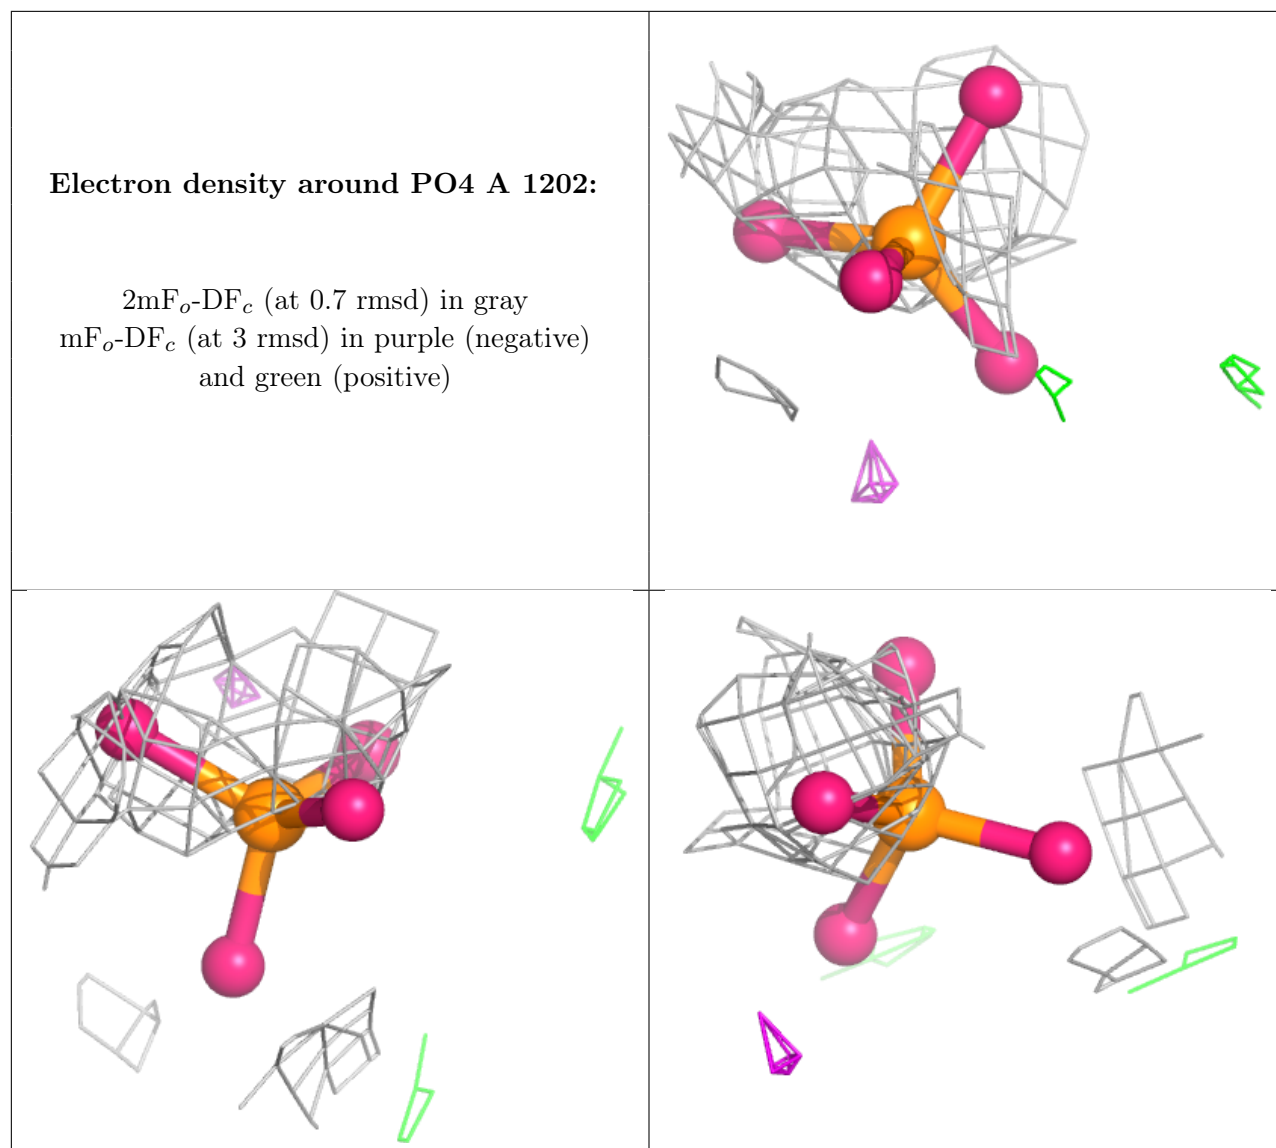 Electron density around PO4 A 1202:
2mFo-DFc (at 0.7 rmsd) in gray
mFo-DFc (at 3 rmsd) in purple (negative)
and green (positive)